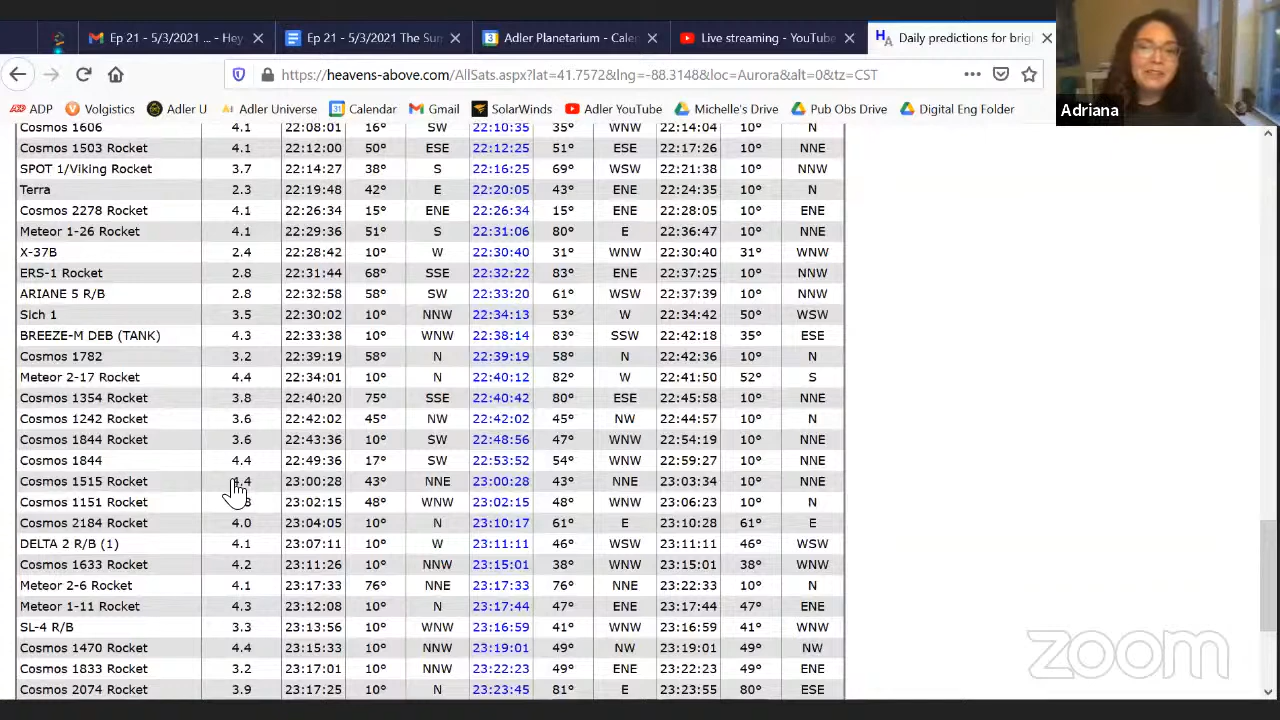 Ep 21 - 5/3/2021 ... - Hey
Ep 21 - 5/3/2021 The Sun
Adler Planetarium - Calen
Live streaming - YouTube
Daily predictions for brigh
https://heavens-above.com/AllSats.aspx?lat=41.7572&lng=-88.3148&loc=Aurora&alt=0&tz=CST
ADP Volgistics Adler U Adler Universe Calendar Gmail SolarWinds Adler YouTube Michelle's Drive Pub Obs Drive Digital Eng Folder
Adriana
Cosmos 1606 4.1 22:08:01 16° SW 22:10:35 35° WNW 22:14:04 10° N
Cosmos 1503 Rocket 4.1 22:12:00 50° ESE 22:12:25 51° ESE 22:17:26 10° NNE
SPOT 1/Viking Rocket 3.7 22:14:27 38° S 22:16:25 69° WSW 22:21:38 10° NNW
Terra 2.3 22:19:48 42° E 22:20:05 43° ENE 22:24:35 10° N
Cosmos 2278 Rocket 4.1 22:26:34 15° ENE 22:26:34 15° ENE 22:28:05 10° ENE
Meteor 1-26 Rocket 4.1 22:29:36 51° S 22:31:06 80° E 22:36:47 10° NNE
X-37B 2.4 22:28:42 10° W 22:30:40 31° WNW 22:30:40 31° WNW
ERS-1 Rocket 2.8 22:31:44 68° SSE 22:32:22 83° ENE 22:37:25 10° NNW
ARIANE 5 R/B 2.8 22:32:58 58° SW 22:33:20 61° WSW 22:37:39 10° NNW
Sich 1 3.5 22:30:02 10° NNW 22:34:13 53° W 22:34:42 50° WSW
BREEZE-M DEB (TANK) 4.3 22:33:38 10° WNW 22:38:14 83° SSW 22:42:18 35° ESE
Cosmos 1782 3.2 22:39:19 58° N 22:39:19 58° N 22:42:36 10° N
Meteor 2-17 Rocket 4.4 22:34:01 10° N 22:40:12 82° W 22:41:50 52° S
Cosmos 1354 Rocket 3.8 22:40:20 75° SSE 22:40:42 80° ESE 22:45:58 10° NNE
Cosmos 1242 Rocket 3.6 22:42:02 45° NW 22:42:02 45° NW 22:44:57 10° N
Cosmos 1844 Rocket 3.6 22:43:36 10° SW 22:48:56 47° WNW 22:54:19 10° NNE
Cosmos 1844 4.4 22:49:36 17° SW 22:53:52 54° WNW 22:59:27 10° NNE
Cosmos 1515 Rocket 4.4 23:00:28 43° NNE 23:00:28 43° NNE 23:03:34 10° NNE
Cosmos 1151 Rocket 23:02:15 48° WNW 23:02:15 48° WNW 23:06:23 10° N
Cosmos 2184 Rocket 4.0 23:04:05 10° N 23:10:17 61° E 23:10:28 61° E
DELTA 2 R/B (1) 4.1 23:07:11 10° W 23:11:11 46° WSW 23:11:11 46° WSW
Cosmos 1633 Rocket 4.2 23:11:26 10° NNW 23:15:01 38° WNW 23:15:01 38° WNW
Meteor 2-6 Rocket 4.1 23:17:33 76° NNE 23:17:33 76° NNE 23:22:33 10° N
Meteor 1-11 Rocket 4.3 23:12:08 10° N 23:17:44 47° ENE 23:17:44 47° ENE
SL-4 R/B 3.3 23:13:56 10° WNW 23:16:59 41° WNW 23:16:59 41° WNW
Cosmos 1470 Rocket 4.4 23:15:33 10° NNW 23:19:01 49° NW 23:19:01 49° NW
Cosmos 1833 Rocket 3.2 23:17:01 10° NNW 23:22:23 49° ENE 23:22:23 49° ENE
Cosmos 2074 Rocket 3.9 23:17:25 10° N 23:23:45 81° E 23:23:55 80° ESE
zoom